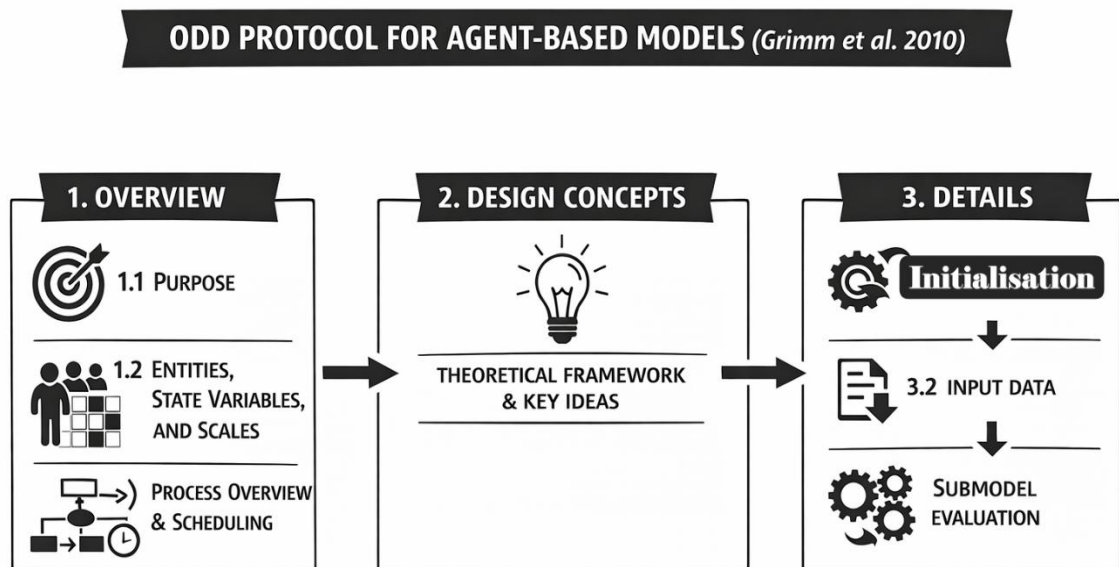 ODD PROTOCOL FOR AGENT-BASED MODELS (Grimm et al. 2010)
1. OVERVIEW
1.1 PURPOSE
1.2 ENTITIES,
STATE VARIABLES,
AND SCALES
PROCESS OVERVIEW
& SCHEDULING
2. DESIGN CONCEPTS
THEORETICAL FRAMEWORK
& KEY IDEAS
3. DETAILS
Initialisation
3.2 INPUT DATA
SUBMODEL
EVALUATION